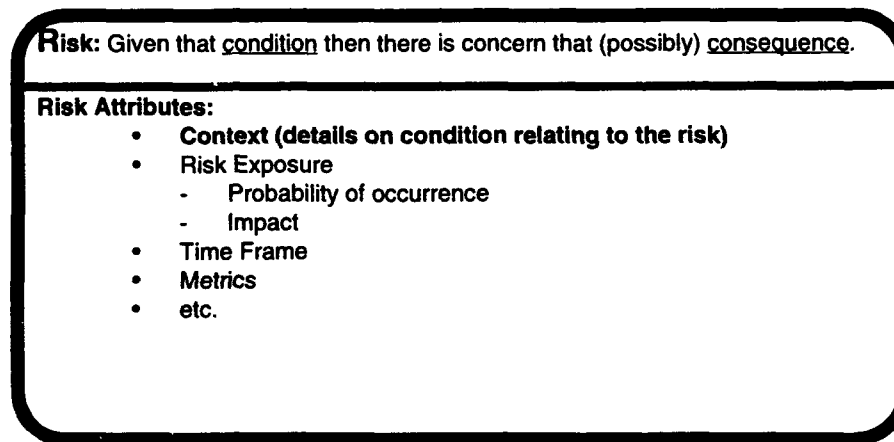 Risk: Given that condition then there is concern that (possibly) consequence.
Risk Attributes:
• Context (details on condition relating to the risk)
• Risk Exposure
- Probability of occurrence
- Impact
• Time Frame
• Metrics
• etc.